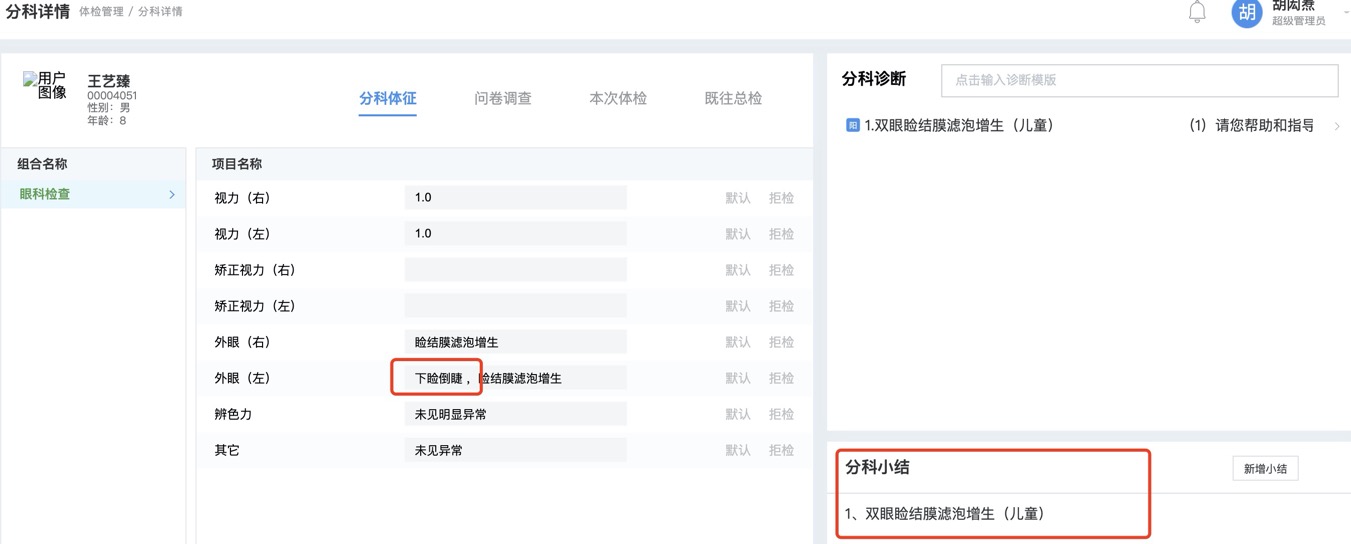 分科详情 体检管理 / 分科详情
胡 胡闳焘
超级管理员
用户图像
王艺臻
00004051
性别：男
年龄：8
分科体征 问卷调查 本次体检 既往总检
组合名称
眼科检查
项目名称
视力（右） 1.0 默认 拒检
视力（左） 1.0 默认 拒检
矫正视力（右） 默认 拒检
矫正视力（左） 默认 拒检
外眼（右） 睑结膜滤泡增生 默认 拒检
外眼（左） 下睑倒睫，睑结膜滤泡增生 默认 拒检
辨色力 未见明显异常 默认 拒检
其它 未见异常 默认 拒检
分科诊断 点击输入诊断模版
阳 1.双眼睑结膜滤泡增生（儿童） （1）请您帮助和指导
分科小结 新增小结
1、双眼睑结膜滤泡增生（儿童）